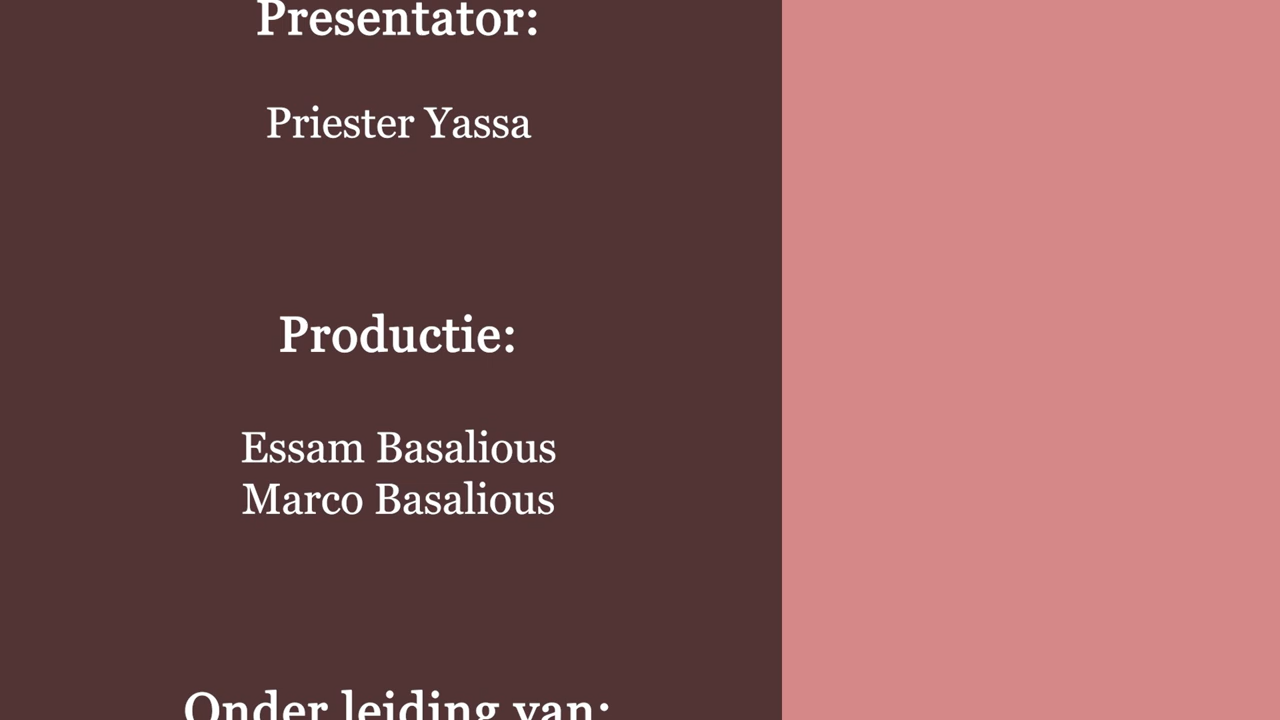 Presentator:
Priester Yassa
Productie:
Essam Basalious
Marco Basalious
Onder leiding van: